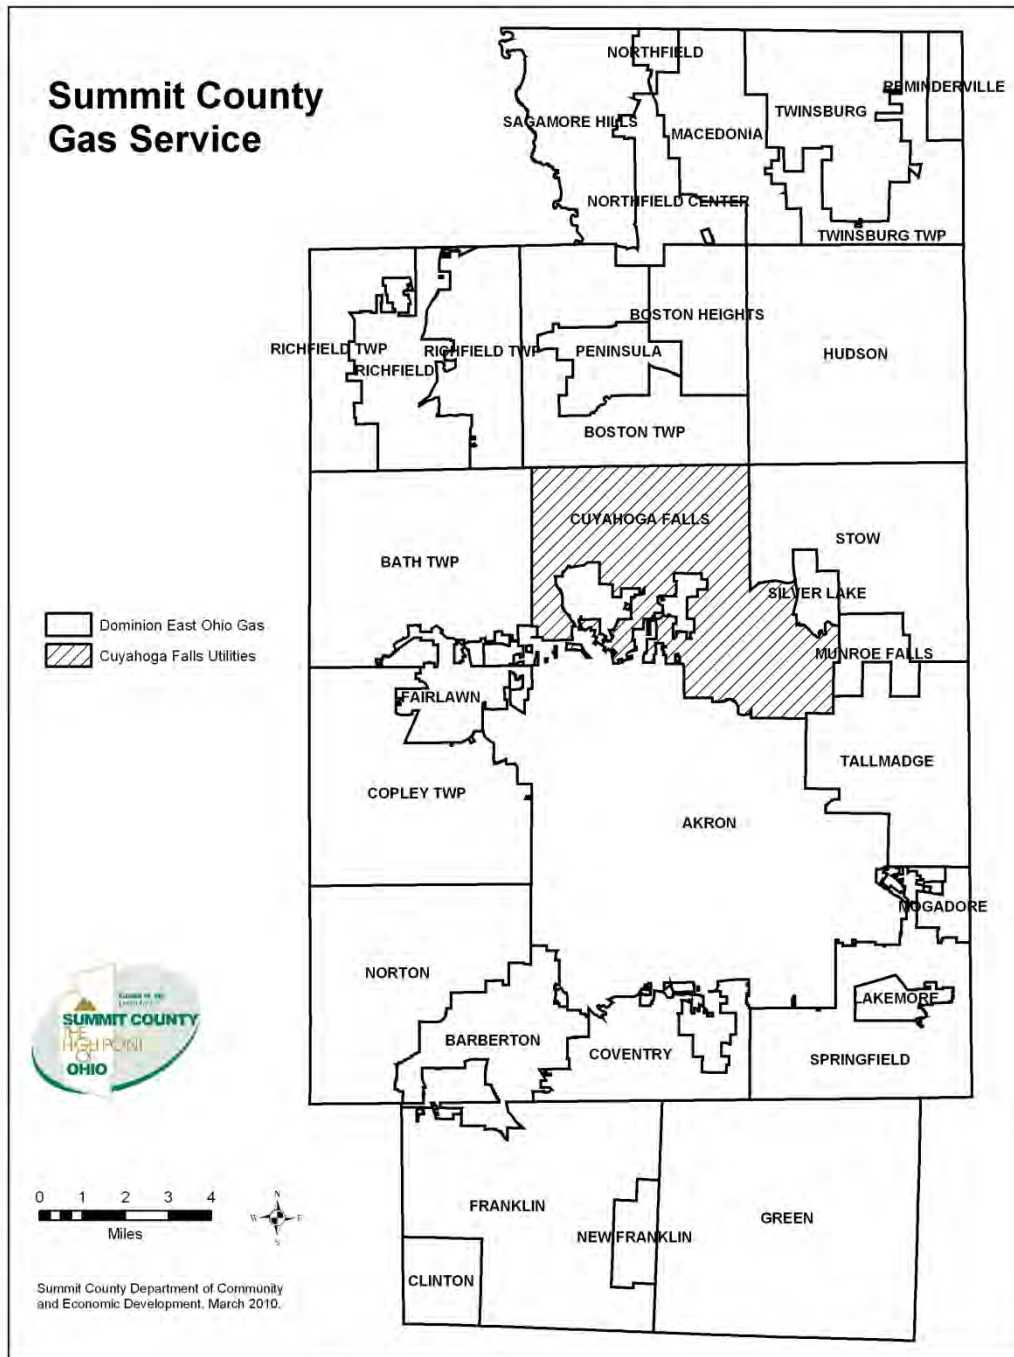 Summit County
Gas Service
NORTHFIELD
REMINDERVILLE
SAGAMORE HILLS
MACEDONIA
TWINSBURG
NORTHFIELD CENTER
TWINSBURG TWP
BOSTON HEIGHTS
RICHFIELD TWP
RICHFIELD TWP
PENINSULA
HUDSON
RICHFIELD
BOSTON TWP
CUYAHOGA FALLS
STOW
BATH TWP
SILVER LAKE
Dominion East Ohio Gas
Cuyahoga Falls Utilities
MUNROE FALLS
FAIRLAWN
TALLMADGE
COPLEY TWP
AKRON
MOGADORE
NORTON
LAKEMORE
BARBERTON
COVENTRY
SPRINGFIELD
SUMMIT COUNTY
THE
HIGH POINT
OF
OHIO
0 1 2 3 4
Miles
N
W E
S
FRANKLIN
GREEN
NEW FRANKLIN
CLINTON
Summit County Department of Community
and Economic Development. March 2010.